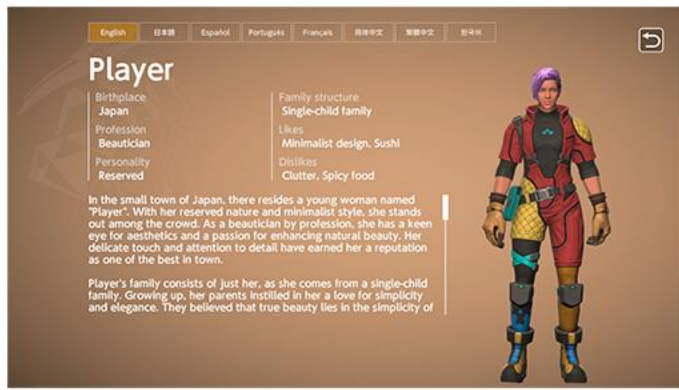 English 日本語 Español Português Français 简体中文 繁體中文 한국어
Player
Birthplace
Japan
Family structure
Single-child family
Profession
Beautician
Likes
Minimalist design, Sushi
Personality
Reserved
Dislikes
Clutter, Spicy food
In the small town of Japan, there resides a young woman named
"Player". With her reserved nature and minimalist style, she stands
out among the crowd. As a beautician by profession, she has a keen
eye for aesthetics and a passion for enhancing natural beauty. Her
delicate touch and attention to detail have earned her a reputation
as one of the best in town.
Player's family consists of just her, as she comes from a single-child
family. Growing up, her parents instilled in her a love for simplicity
and elegance. They believed that true beauty lies in the simplicity of